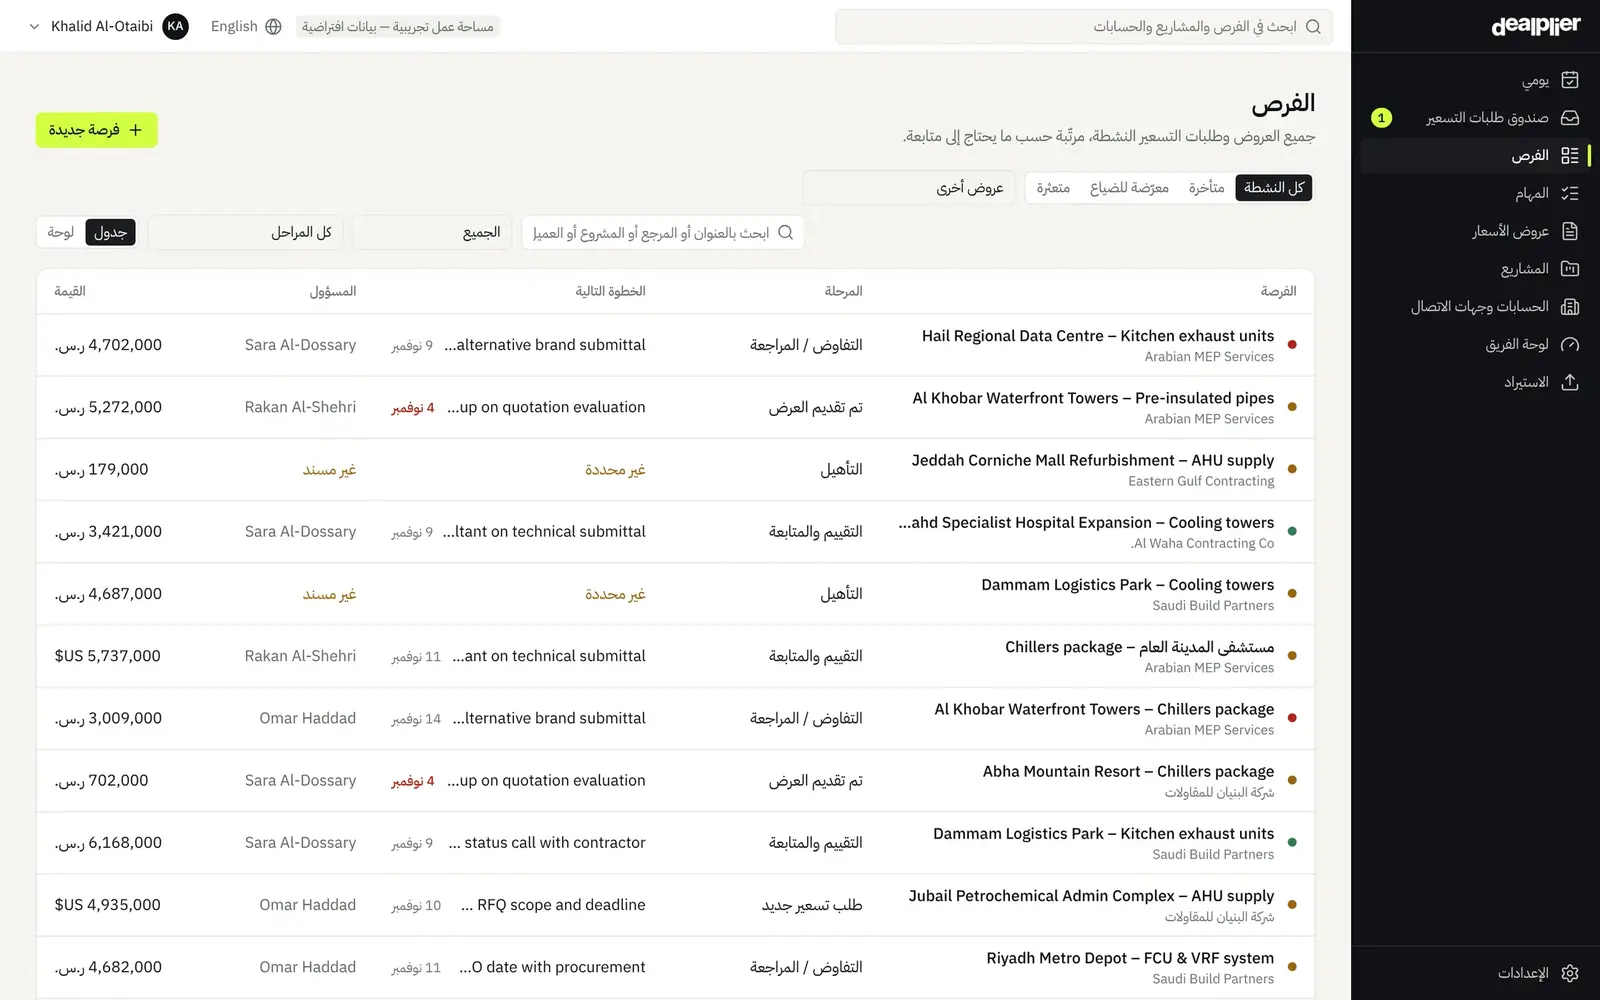 dealplier
يومي
صندوق طلبات التسعير
1
الفرص
المهام
عروض الأسعار
المشاريع
الحسابات وجهات الاتصال
لوحة الفريق
الاستيراد
الإعدادات
ابحث في الفرص والمشاريع والحسابات
مساحة عمل تجريبية — بيانات افتراضية
English
KA
Khalid Al-Otaibi
الفرص
جميع العروض وطلبات التسعير النشطة، مرتّبة حسب ما يحتاج إلى متابعة.
+ فرصة جديدة
كل النشطة متأخرة معرّضة للضياع متعثرة
عروض أخرى
ابحث بالعنوان أو المرجع أو المشروع أو العميل
الجميع
كل المراحل
جدول لوحة
الفرصة المرحلة الخطوة التالية المسؤول القيمة
Hail Regional Data Centre – Kitchen exhaust units
Arabian MEP Services
التفاوض / المراجعة
...alternative brand submittal
9 نوفمبر
Sara Al-Dossary
4,702,000 ر.س.
Al Khobar Waterfront Towers – Pre-insulated pipes
Arabian MEP Services
تم تقديم العرض
...up on quotation evaluation
4 نوفمبر
Rakan Al-Shehri
5,272,000 ر.س.
Jeddah Corniche Mall Refurbishment – AHU supply
Eastern Gulf Contracting
التأهيل
غير محددة
غير مسند
179,000 ر.س.
...ahd Specialist Hospital Expansion – Cooling towers
.Al Waha Contracting Co
التقييم والمتابعة
...ltant on technical submittal
9 نوفمبر
Sara Al-Dossary
3,421,000 ر.س.
Dammam Logistics Park – Cooling towers
Saudi Build Partners
التأهيل
غير محددة
غير مسند
4,687,000 ر.س.
مستشفى المدينة العام – Chillers package
Arabian MEP Services
التقييم والمتابعة
...ant on technical submittal
11 نوفمبر
Rakan Al-Shehri
$US 5,737,000
Al Khobar Waterfront Towers – Chillers package
Arabian MEP Services
التفاوض / المراجعة
...lternative brand submittal
14 نوفمبر
Omar Haddad
3,009,000 ر.س.
Abha Mountain Resort – Chillers package
شركة البنيان للمقاولات
تم تقديم العرض
...up on quotation evaluation
4 نوفمبر
Sara Al-Dossary
702,000 ر.س.
Dammam Logistics Park – Kitchen exhaust units
Saudi Build Partners
التقييم والمتابعة
... status call with contractor
9 نوفمبر
Sara Al-Dossary
6,168,000 ر.س.
Jubail Petrochemical Admin Complex – AHU supply
شركة البنيان للمقاولات
طلب تسعير جديد
... RFQ scope and deadline
10 نوفمبر
Omar Haddad
$US 4,935,000
Riyadh Metro Depot – FCU & VRF system
Saudi Build Partners
التفاوض / المراجعة
...O date with procurement
11 نوفمبر
Omar Haddad
4,682,000 ر.س.